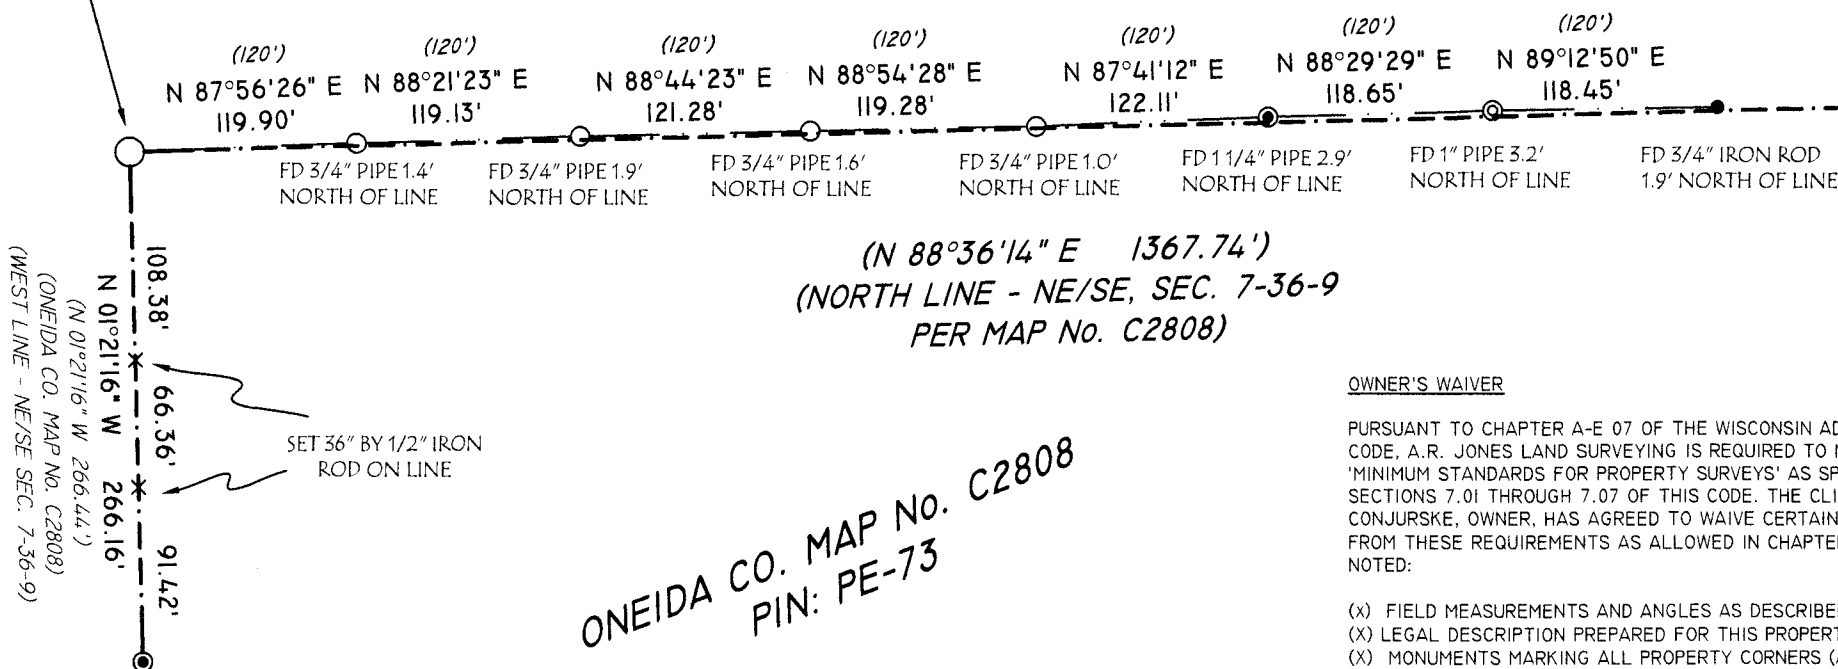 (120') (120') (120') (120') (120') (120') (120')
N 87°56'26" E N 88°21'23" E N 88°44'23" E N 88°54'28" E N 87°41'12" E N 88°29'29" E N 89°12'50" E
119.90' 119.13' 121.28' 119.28' 122.11' 118.65' 118.45'
FD 3/4" PIPE 1.4'
NORTH OF LINE
FD 3/4" PIPE 1.9'
NORTH OF LINE
FD 3/4" PIPE 1.6'
NORTH OF LINE
FD 3/4" PIPE 1.0'
NORTH OF LINE
FD 1 1/4" PIPE 2.9'
NORTH OF LINE
FD 1" PIPE 3.2'
NORTH OF LINE
FD 3/4" IRON ROD
1.9' NORTH OF LINE
(N 88°36'14" E 1367.74')
(NORTH LINE - NE/SE, SEC. 7-36-9
PER MAP No. C2808)
108.38' 66.36' 91.42'
N 01°21'16" W 266.16'
(N 01°21'16" W 266.44')
(ONEIDA CO. MAP No. C2808)
(WEST LINE - NE/SE SEC. 7-36-9)
SET 36" BY 1/2" IRON
ROD ON LINE
ONEIDA CO. MAP No. C2808
PIN: PE-73
OWNER'S WAIVER
PURSUANT TO CHAPTER A-E 07 OF THE WISCONSIN AD
CODE, A.R. JONES LAND SURVEYING IS REQUIRED TO
'MINIMUM STANDARDS FOR PROPERTY SURVEYS' AS SP
SECTIONS 7.01 THROUGH 7.07 OF THIS CODE. THE CLI
CONJURSKE, OWNER, HAS AGREED TO WAIVE CERTAIN
FROM THESE REQUIREMENTS AS ALLOWED IN CHAPTE
NOTED:
(X) FIELD MEASUREMENTS AND ANGLES AS DESCRIBE
(X) LEGAL DESCRIPTION PREPARED FOR THIS PROPERT
(X) MONUMENTS MARKING ALL PROPERTY CORNERS (